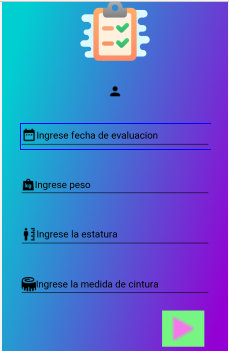 Ingrese fecha de evaluacion
Ingrese peso
Ingrese la estatura
Ingrese la medida de cintura